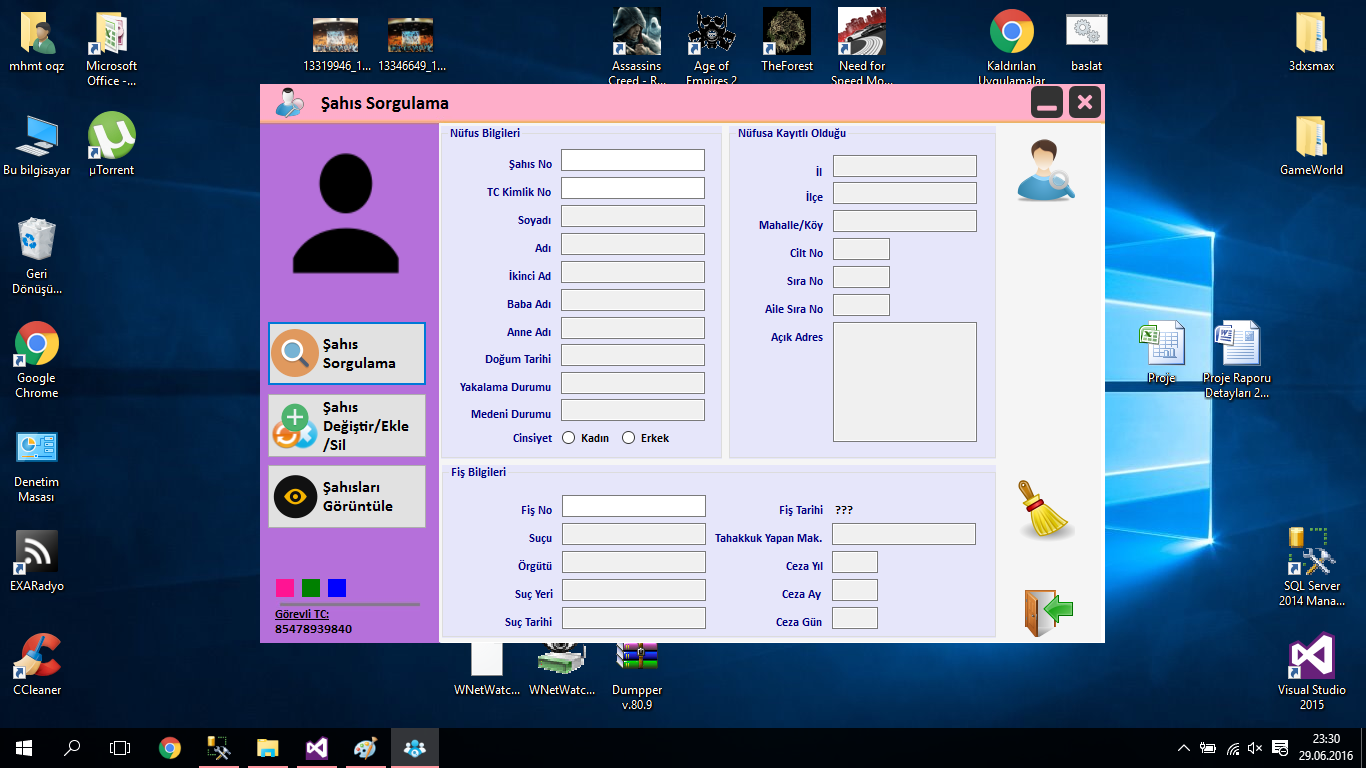 mhmt oqz
Microsoft
Office -...
13319946_1...
13346649_1...
Assassins
Creed - R...
Age of
Empires 2
TheForest
Need for
Speed Mo...
Kaldırılan
Uygulamalar
baslat
3dxsmax
Bu bilgisayar
µTorrent
GameWorld
Geri
Dönüşü...
Google
Chrome
Proje
Proje Raporu
Detayları 2...
Denetim
Masası
EXARadyo
SQL Server
2014 Mana...
CCleaner
WNetWatc...
WNetWatc...
Dumpper
v.80.9
Visual Studio
2015
Şahıs Sorgulama
Şahıs
Sorgulama
Şahıs
Değiştir/Ekle
/Sil
Şahısları
Görüntüle
Görevli TC:
85478939840
Nüfus Bilgileri
Şahıs No
TC Kimlik No
Soyadı
Adı
İkinci Ad
Baba Adı
Anne Adı
Doğum Tarihi
Yakalama Durumu
Medeni Durumu
Cinsiyet Kadın Erkek
Nüfusa Kayıtlı Olduğu
İl
İlçe
Mahalle/Köy
Cilt No
Sıra No
Aile Sıra No
Açık Adres
Fiş Bilgileri
Fiş No
Suçu
Örgütü
Suç Yeri
Suç Tarihi
Fiş Tarihi ???
Tahakkuk Yapan Mak.
Ceza Yıl
Ceza Ay
Ceza Gün
23:30
29.06.2016